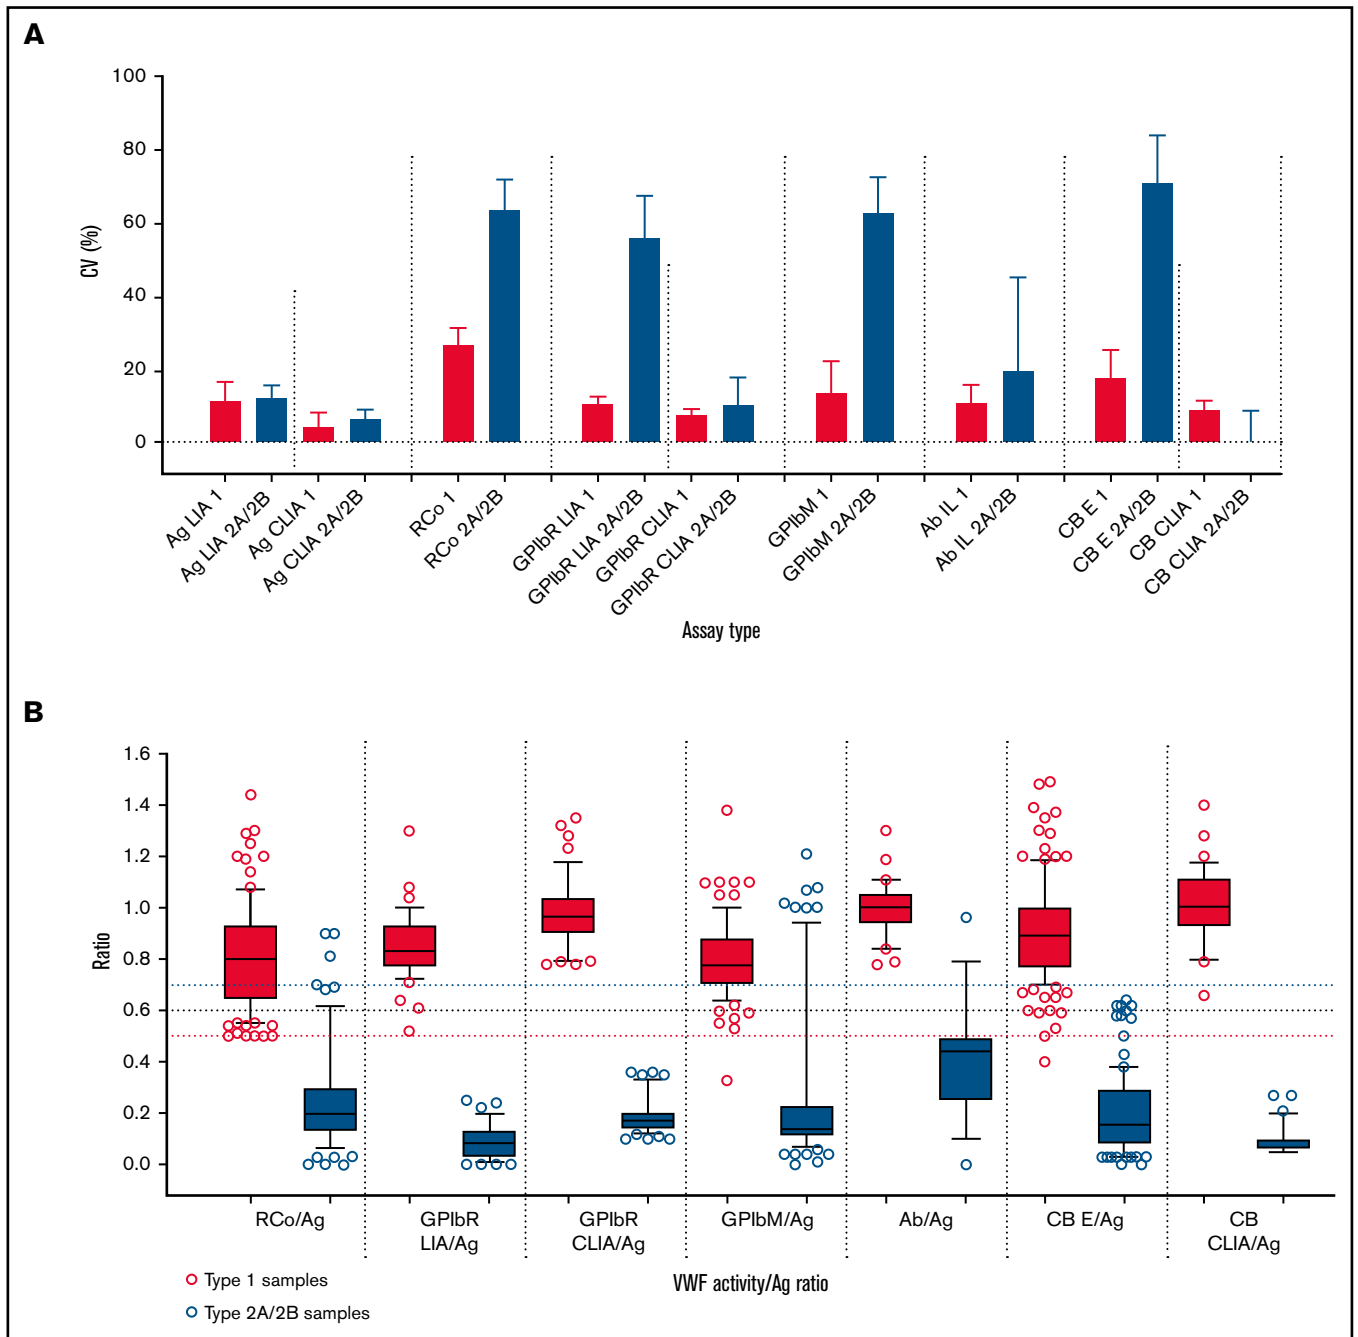 A
100
80
60
40
20
0
CV (%)
Ag LIA 1
Ag LIA 2A/2B
Ag CLIA 1
Ag CLIA 2A/2B
RCo 1
RCo 2A/2B
GPIbR LIA 1
GPIbR LIA 2A/2B
GPIbR CLIA 1
GPIbR CLIA 2A/2B
GPIbM 1
GPIbM 2A/2B
Ab IL 1
Ab IL 2A/2B
CB E 1
CB E 2A/2B
CB CLIA 1
CB CLIA 2A/2B
Assay type
B
1.6
1.4
1.2
1.0
0.8
0.6
0.4
0.2
0.0
Ratio
RCo/Ag
GPIbR
LIA/Ag
GPIbR
CLIA/Ag
GPIbM/Ag
Ab/Ag
CB E/Ag
CB
CLIA/Ag
VWF activity/Ag ratio
Type 1 samples
Type 2A/2B samples